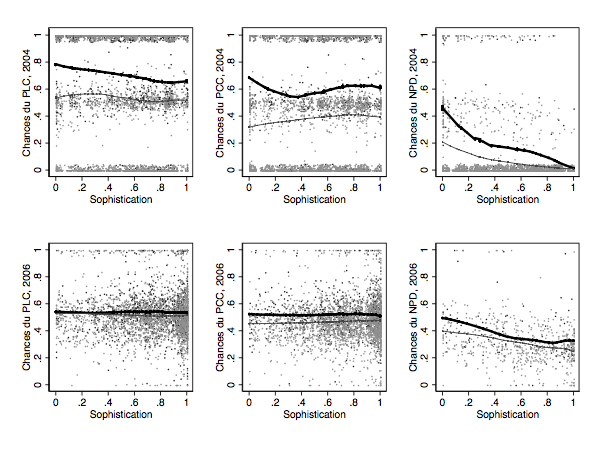 Chances du PLC, 2004
1
.8
.6
.4
.2
0
0 .2 .4 .6 .8 1
Sophistication
Chances du PCC, 2004
1
.8
.6
.4
.2
0
0 .2 .4 .6 .8 1
Sophistication
Chances du NPD, 2004
1
.8
.6
.4
.2
0
0 .2 .4 .6 .8 1
Sophistication
Chances du PLC, 2006
1
.8
.6
.4
.2
0
0 .2 .4 .6 .8 1
Sophistication
Chances du PCC, 2006
1
.8
.6
.4
.2
0
0 .2 .4 .6 .8 1
Sophistication
Chances du NPD, 2006
1
.8
.6
.4
.2
0
0 .2 .4 .6 .8 1
Sophistication